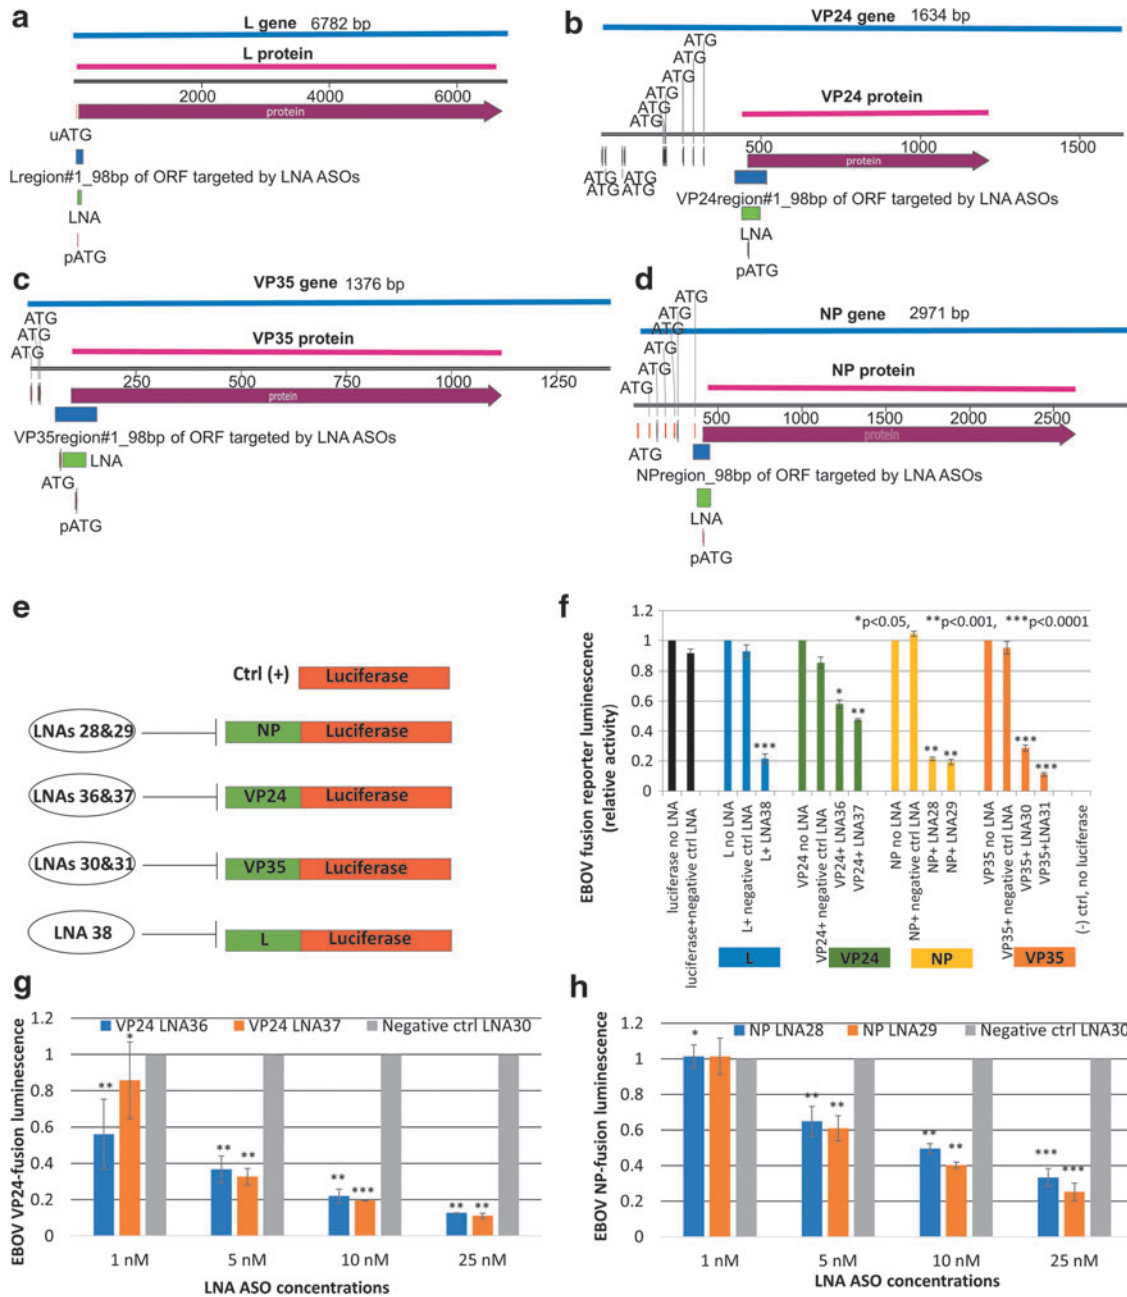 a
L gene 6782 bp
L protein
2000 4000 6000
protein
uATG
Lregion#1_98bp of ORF targeted by LNA ASOs
LNA
pATG
b
VP24 gene 1634 bp
ATG
ATG
ATG
ATG
ATG
ATG
ATG
VP24 protein
500 1000 1500
protein
ATG ATG
ATG ATG
VP24region#1_98bp of ORF targeted by LNA ASOs
LNA
pATG
c
VP35 gene 1376 bp
ATG
ATG
ATG
VP35 protein
250 500 750 1000 1250
protein
VP35region#1_98bp of ORF targeted by LNA ASOs
LNA
ATG
pATG
d
ATG
NP gene 2971 bp
ATG
ATG
ATG
ATG
ATG
NP protein
500 1000 1500 2000 2500
protein
ATG
NPregion_98bp of ORF targeted by LNA ASOs
LNA
pATG
e
Ctrl (+) Luciferase
LNAs 28&29 NP Luciferase
LNAs 36&37 VP24 Luciferase
LNAs 30&31 VP35 Luciferase
LNA 38 L Luciferase
f
EBOV fusion reporter luminescence
(relative activity)
1.2
1
0.8
0.6
0.4
0.2
0
*p<0.05, **p<0.001, ***p<0.0001
***
*
**
**
**
***
***
luciferase no LNA
luciferase+negative ctrl LNA
L no LNA
L+ negative ctrl LNA
L+ LNA38
VP24 no LNA
VP24+ negative ctrl LNA
VP24+ LNA36
VP24+ LNA37
NP no LNA
NP+ negative ctrl LNA
NP+ LNA28
NP+ LNA29
VP35 no LNA
VP35+ negative ctrl LNA
VP35+ LNA30
VP35+LNA31
(-) ctrl, no luciferase
L VP24 NP VP35
g
EBOV VP24-fusion luminescence
VP24 LNA36 VP24 LNA37 Negative ctrl LNA30
1.2
1
0.8
0.6
0.4
0.2
0
** *
** **
** ***
** **
1 nM 5 nM 10 nM 25 nM
LNA ASO concentrations
h
EBOV NP-fusion luminescence
NP LNA28 NP LNA29 Negative ctrl LNA30
1.2
1
0.8
0.6
0.4
0.2
0
*
** **
** **
*** ***
1 nM 5 nM 10 nM 25 nM
LNA ASO concentrations